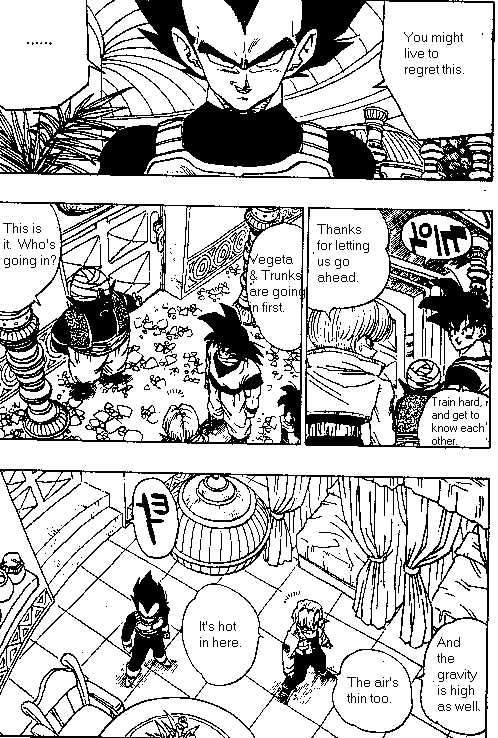 You might
live to
regret this.
.......
Thanks
for letting
us go
ahead.
Train hard,
and get to
know each
other.
Vegeta
& Trunks
are going
in first.
This is
it. Who's
going in?
It's hot
in here.
And
the
gravity
is high
as well.
The air's
thin too.